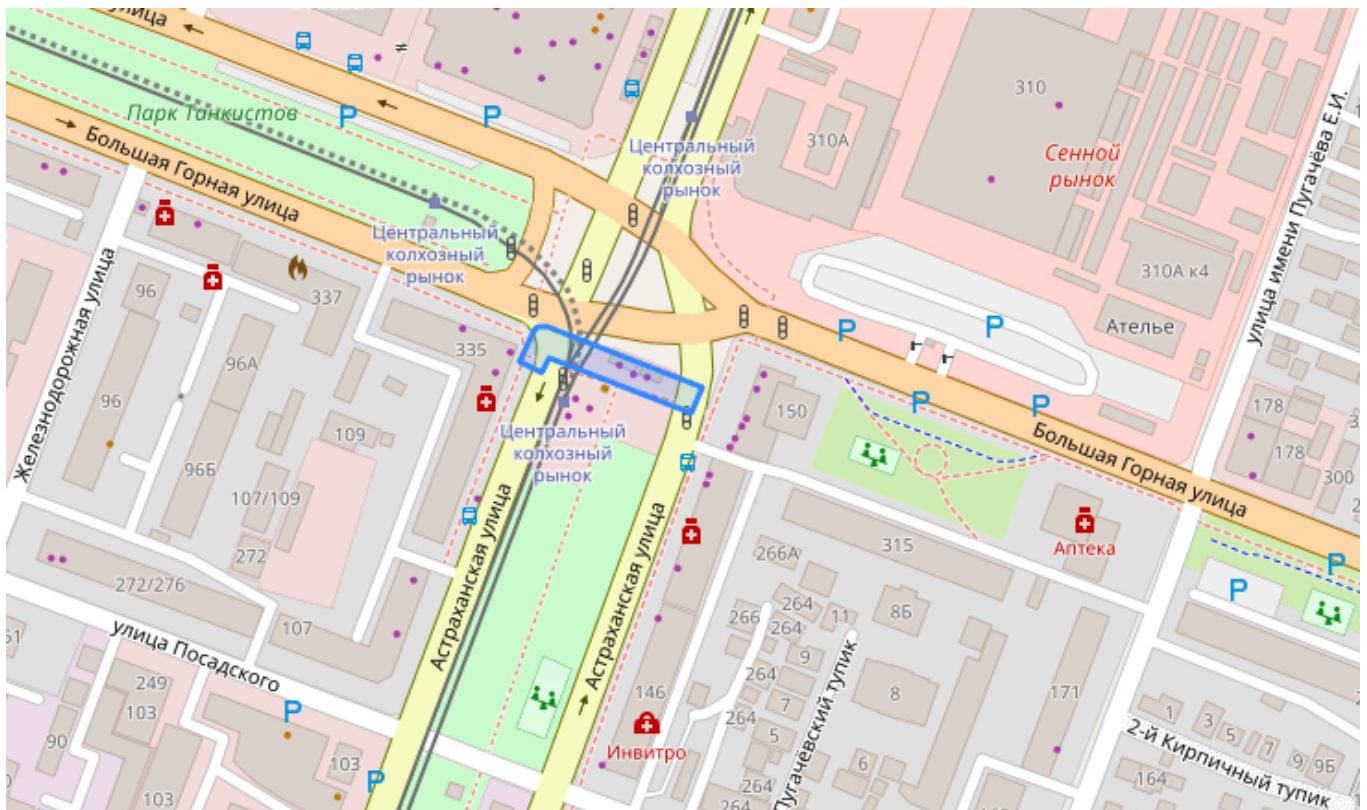 улица
Парк Танкистов
Большая Горная улица
Центральный
колхозный
рынок
Центральный
колхозный
рынок
Центральный
колхозный
рынок
310
310А
Сенной
рынок
310А к4
Ателье
улица имени Пугачёва Е.И.
Железнодорожная улица
96
337
335
96А
96
109
96Б
107/109
272
272/276
107
150
178
178
300
Большая Горная улица
Астраханская улица
Астраханская улица
315
Аптека
266А
264
11
8Б
266
264
9
264
7
264
5
264
8
6
171
146
Инвитро
Пугачёвский тупик
улица Посадского
249
103
90
103
103
1
3
5
7
9
9Б
164
2-й Кирпичный тупик
P
P
P
P
P
P
P
P
P
P
P